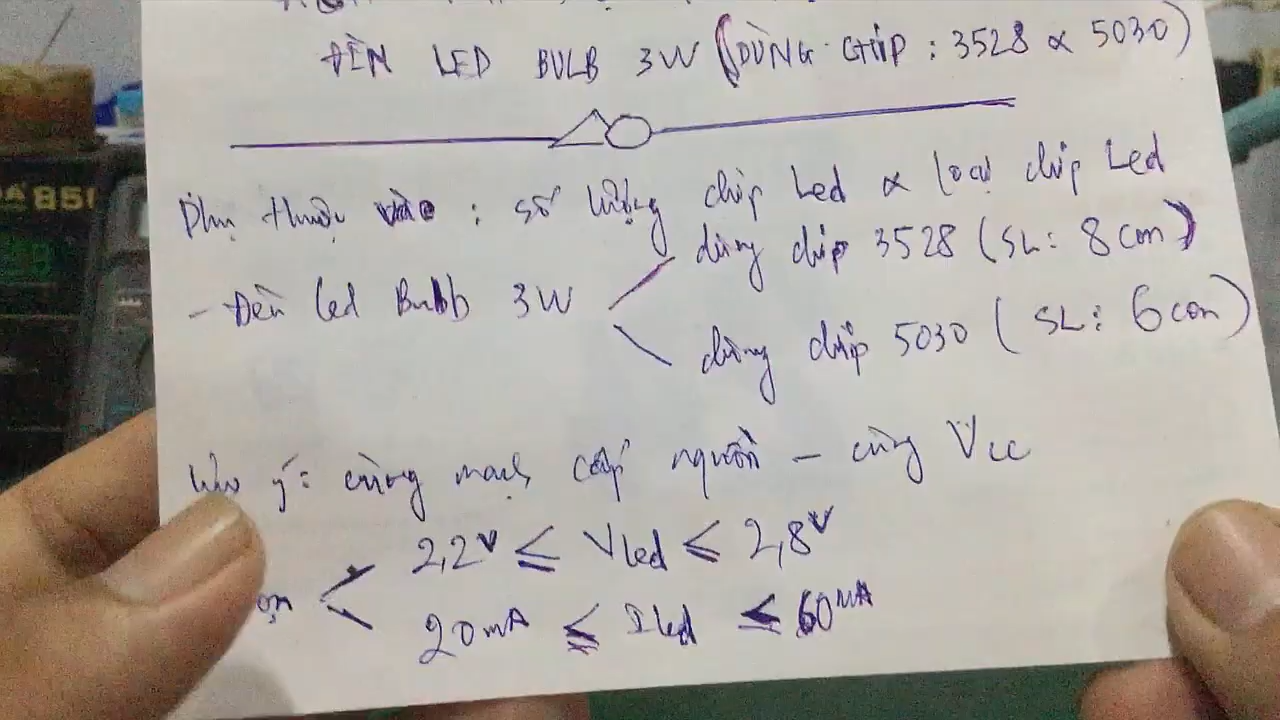 ĐÈN LED BULB 3W (DÙNG CHIP : 3528 & 5030)
851
Phụ thuộc vào : số lượng chip Led & loại chip Led
- Đèn led Bulb 3W
dùng chip 3528 (SL: 8 con)
dùng chip 5030 ( SL: 6 con)
Lưu ý: cùng mạch cấp nguồn - cùng Vcc
2,2V ≤ Vled ≤ 2,8V
20mA ≤ Iled ≤ 60mA